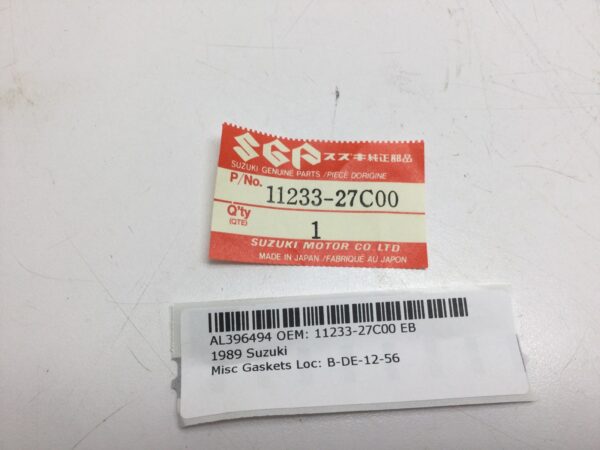 SGP スズキ純正部品
SUZUKI GENUINE PARTS /PIÈCE DORIGINE
P/No. 11233-27C00
Q'ty 1
(QTE)
SUZUKI MOTOR CO.,LTD
MADE IN JAPAN /FABRIQUÉ AU JAPON
AL396494 OEM: 11233-27C00 EB
1989 Suzuki
Misc Gaskets Loc: B-DE-12-56